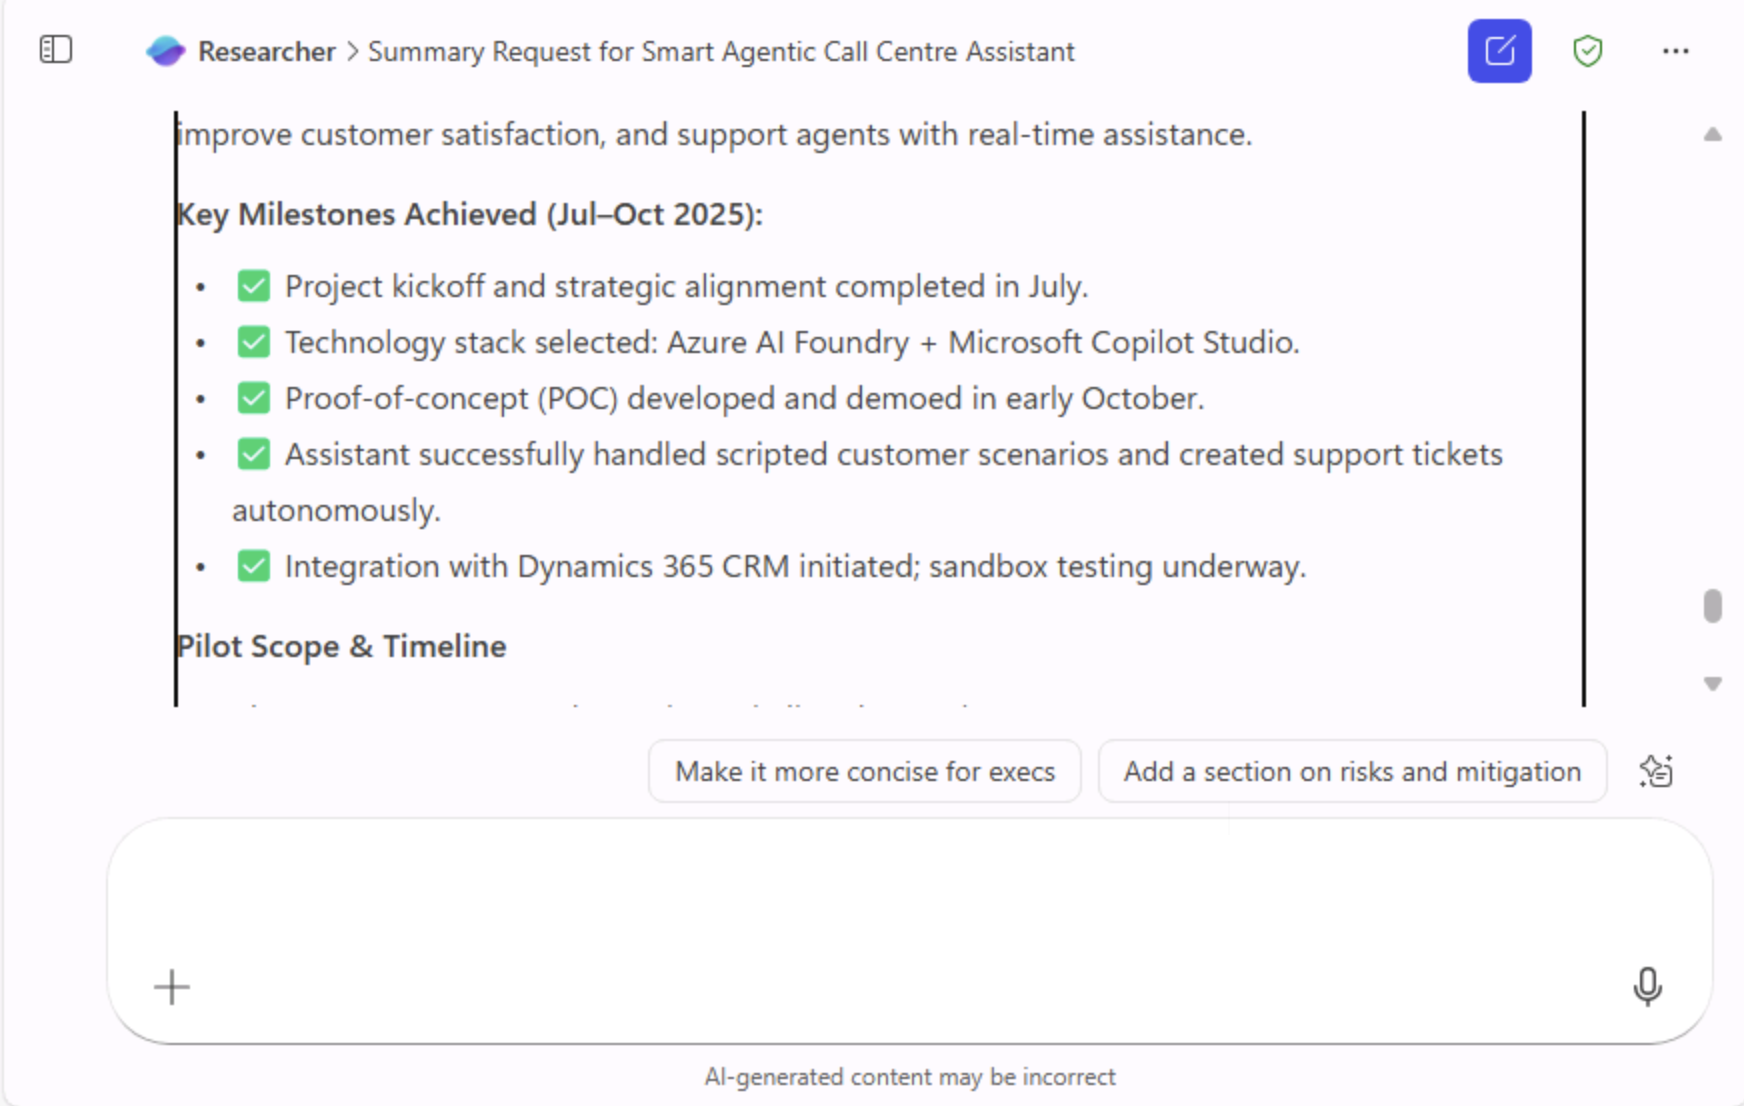 Researcher > Summary Request for Smart Agentic Call Centre Assistant
improve customer satisfaction, and support agents with real-time assistance.
Key Milestones Achieved (Jul–Oct 2025):
• ✅ Project kickoff and strategic alignment completed in July.
• ✅ Technology stack selected: Azure AI Foundry + Microsoft Copilot Studio.
• ✅ Proof-of-concept (POC) developed and demoed in early October.
• ✅ Assistant successfully handled scripted customer scenarios and created support tickets
autonomously.
• ✅ Integration with Dynamics 365 CRM initiated; sandbox testing underway.
Pilot Scope & Timeline
Make it more concise for execs
Add a section on risks and mitigation
AI-generated content may be incorrect